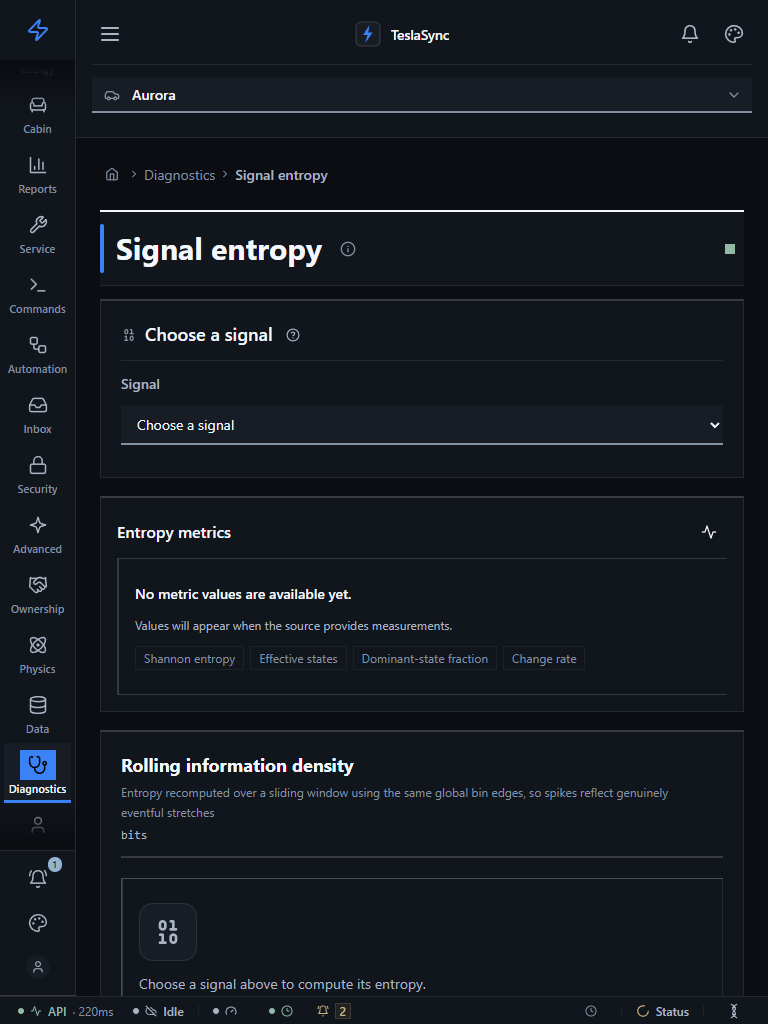 TeslaSync
Aurora
Diagnostics
Signal entropy
Signal entropy
Choose a signal
Signal
Choose a signal
Entropy metrics
No metric values are available yet.
Values will appear when the source provides measurements.
Shannon entropy
Effective states
Dominant-state fraction
Change rate
Rolling information density
Entropy recomputed over a sliding window using the same global bin edges, so spikes reflect genuinely
eventful stretches
bits
01
10
Choose a signal above to compute its entropy.
Energy
Cabin
Reports
Service
Commands
Automation
Inbox
Security
Advanced
Ownership
Physics
Data
Diagnostics
1
API · 220ms
Idle
2
Status